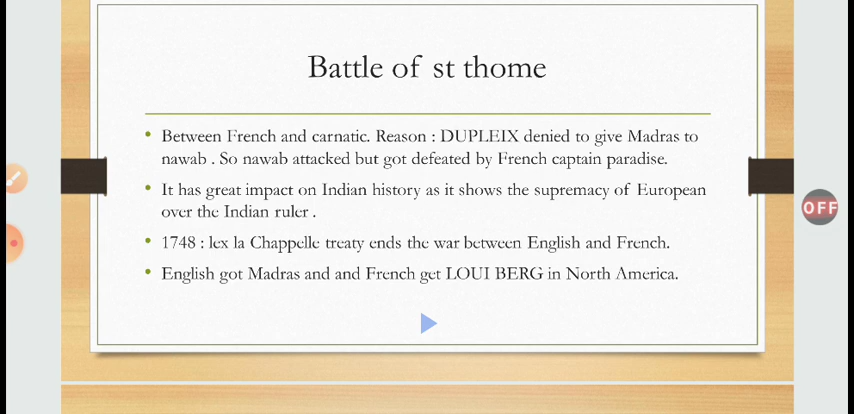 Battle of st thome
Between French and carnatic. Reason : DUPLEIX denied to give Madras to
nawab . So nawab attacked but got defeated by French captain paradise.
It has great impact on Indian history as it shows the supremacy of European
over the Indian ruler .
1748 : lex la Chappelle treaty ends the war between English and French.
English got Madras and and French get LOUI BERG in North America.
OFF